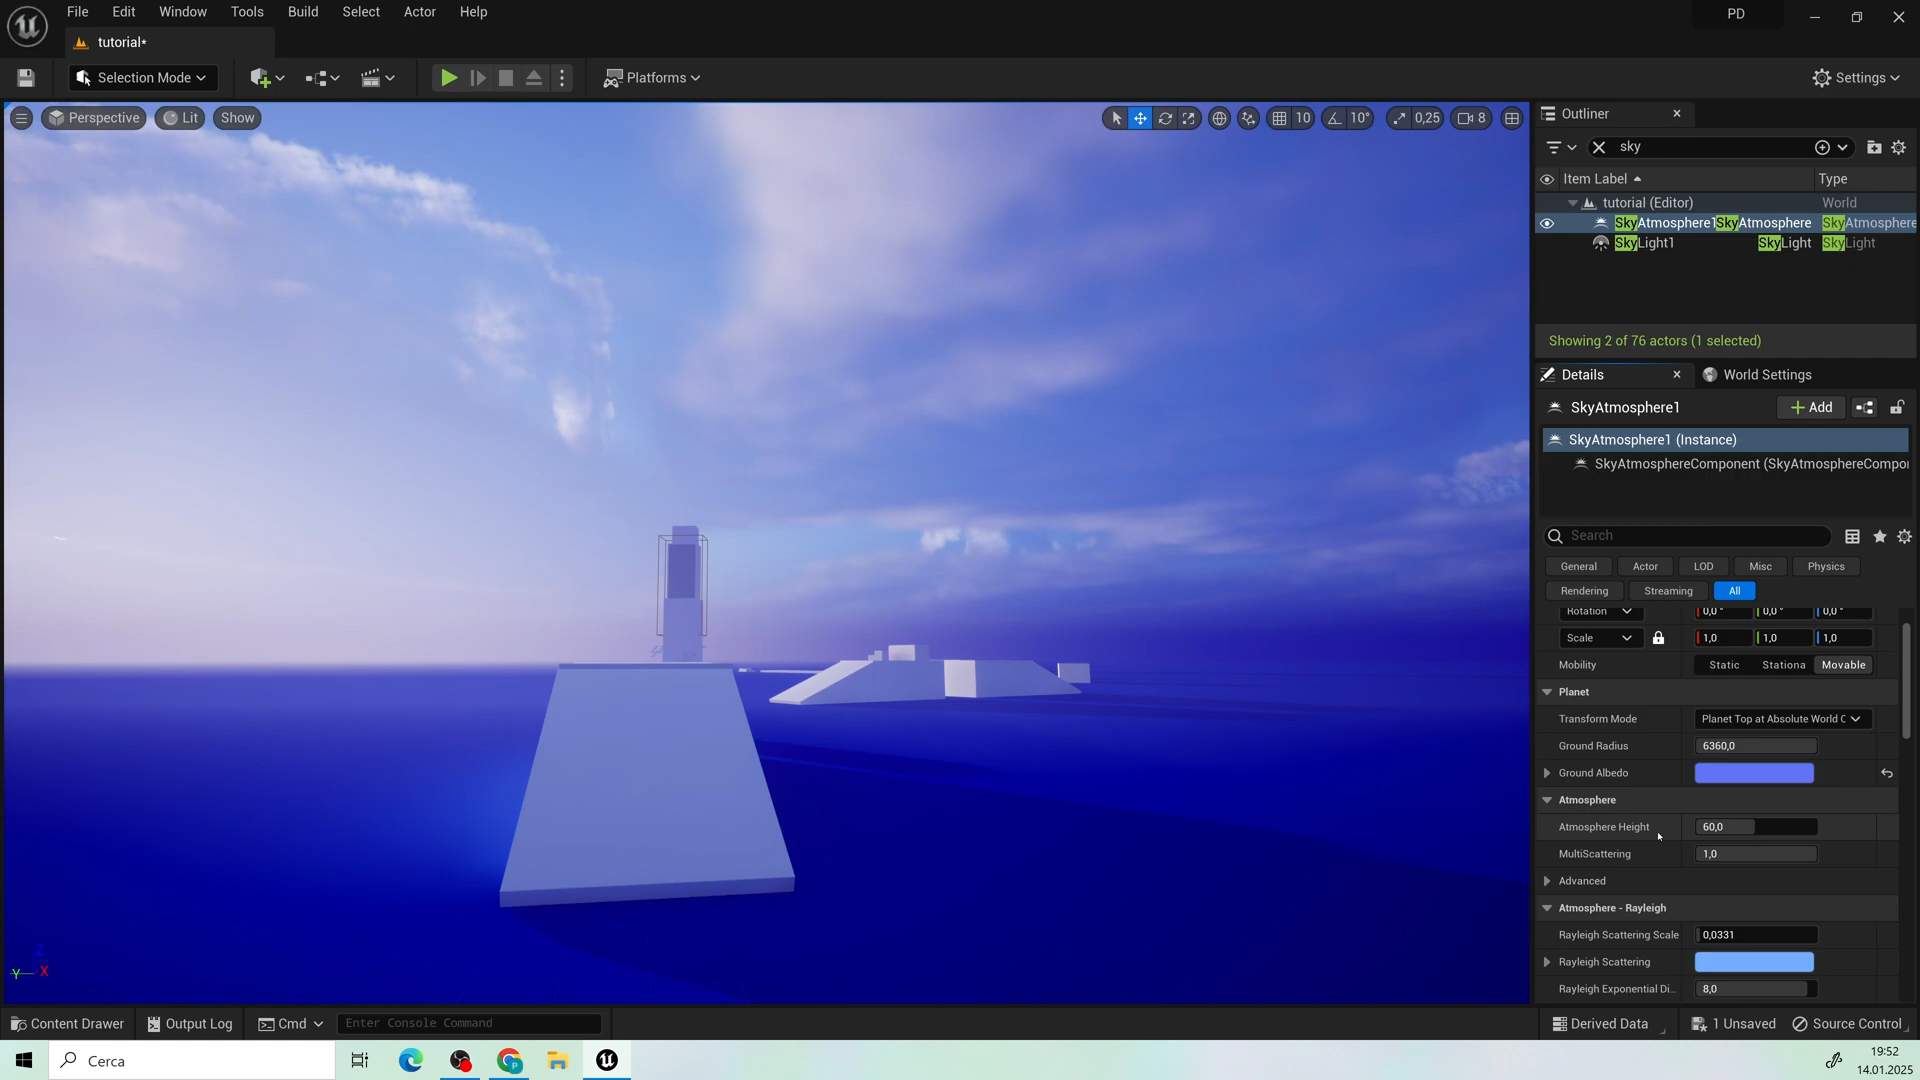 File Edit Window Tools Build Select Actor Help
PD
tutorial*
Selection Mode
Platforms
Settings
Perspective Lit Show
10 10° 0,25 8
Outliner
sky
Item Label Type
tutorial (Editor) World
SkyAtmosphere1 SkyAtmosphere SkyAtmosphere
SkyLight1 SkyLight SkyLight
Showing 2 of 76 actors (1 selected)
Details World Settings
SkyAtmosphere1 Add
SkyAtmosphere1 (Instance)
SkyAtmosphereComponent (SkyAtmosphereCompo
Search
General Actor LOD Misc Physics
Rendering Streaming All
Rotation 0,0 ° 0,0 ° 0,0 °
Scale 1,0 1,0 1,0
Mobility Static Stationa Movable
Planet
Transform Mode Planet Top at Absolute World
Ground Radius 6360,0
Ground Albedo
Atmosphere
Atmosphere Height 60,0
MultiScattering 1,0
Advanced
Atmosphere - Rayleigh
Rayleigh Scattering Scale 0,0331
Rayleigh Scattering
Rayleigh Exponential Di... 8,0
Z
Y X
Content Drawer Output Log Cmd Enter Console Command
Derived Data 1 Unsaved Source Control
Cerca
19:52
14.01.2025